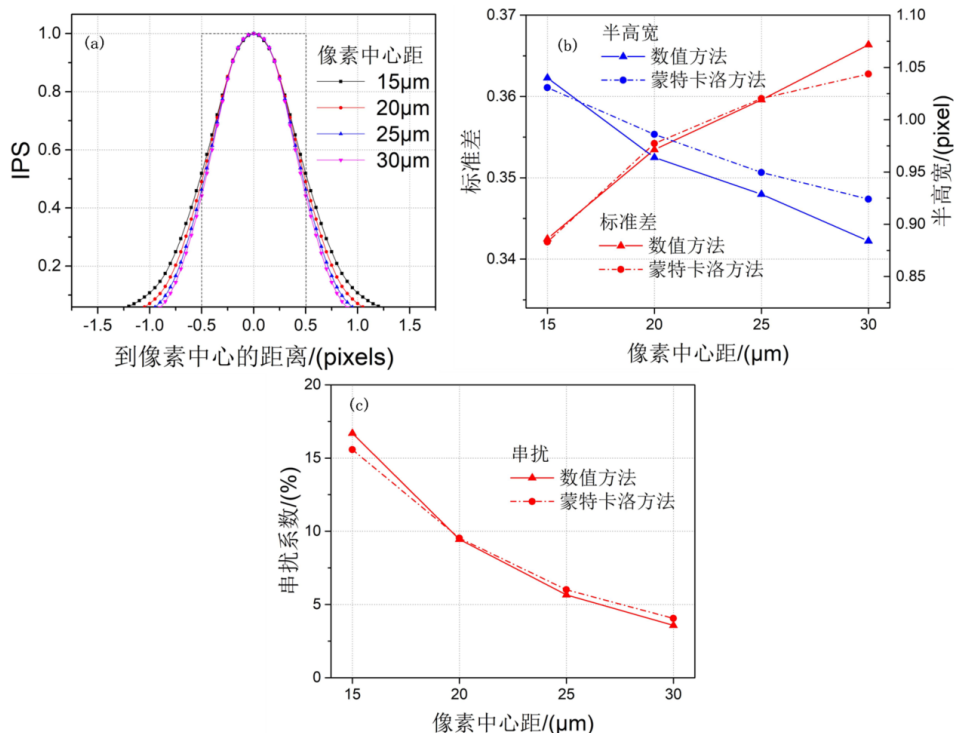 (a)
像素中心距
15μm
20μm
25μm
30μm
IPS
1.0
0.8
0.6
0.4
0.2
-1.5 -1.0 -0.5 0.0 0.5 1.0 1.5
到像素中心的距离/(pixels)
(b)
半高宽
数值方法
蒙特卡洛方法
标准差
数值方法
蒙特卡洛方法
标准差
0.37
0.36
0.35
0.34
半高宽/(pixel)
1.10
1.05
1.00
0.95
0.90
0.85
15 20 25 30
像素中心距/(μm)
(c)
串扰
数值方法
蒙特卡洛方法
串扰系数/(%)
20
15
10
5
0
15 20 25 30
像素中心距/(μm)